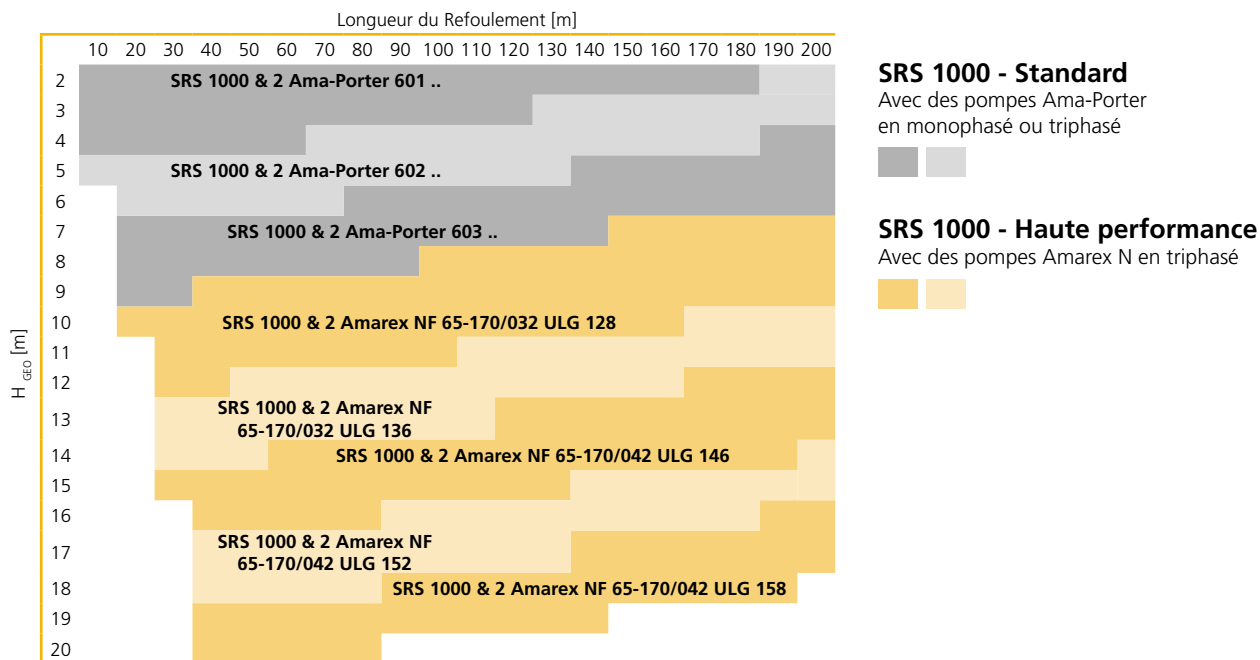 Longueur du Refoulement [m]
10 20 30 40 50 60 70 80 90 100 110 120 130 140 150 160 170 180 190 200
2 SRS 1000 & 2 Ama-Porter 601 ..
3
4
5 SRS 1000 & 2 Ama-Porter 602 ..
6
7 SRS 1000 & 2 Ama-Porter 603 ..
8
9
10 SRS 1000 & 2 Amarex NF 65-170/032 ULG 128
11
12
13 SRS 1000 & 2 Amarex NF
65-170/032 ULG 136
14 SRS 1000 & 2 Amarex NF 65-170/042 ULG 146
15
16
17 SRS 1000 & 2 Amarex NF
65-170/042 ULG 152
18 SRS 1000 & 2 Amarex NF 65-170/042 ULG 158
19
20
H GEO [m]
SRS 1000 - Standard
Avec des pompes Ama-Porter
en monophasé ou triphasé
SRS 1000 - Haute performance
Avec des pompes Amarex N en triphasé